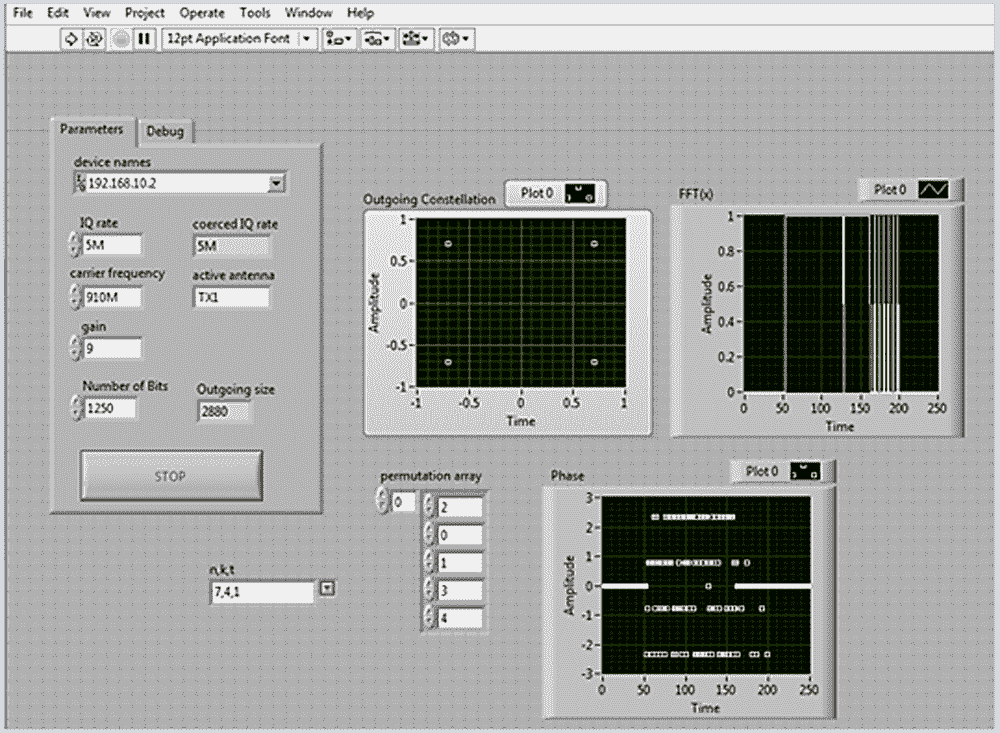 File Edit View Project Operate Tools Window Help
12pt Application Font
Parameters Debug
device names
192.168.10.2
IQ rate
5M
coerced IQ rate
5M
carrier frequency
910M
active antenna
TX1
gain
9
Number of Bits
1250
Outgoing size
2880
STOP
n,k,t
7,4,1
Outgoing Constellation
Plot 0
Amplitude
1
0.5
0
-0.5
-1
-1 -0.5 0 0.5 1
Time
FFT(x)
Plot 0
Amplitude
1
0.8
0.6
0.4
0.2
0
0 50 100 150 200 250
Time
permutation array
0
2
0
1
3
4
Phase
Plot 0
Amplitude
3
2
1
0
-1
-2
-3
0 50 100 150 200 250
Time